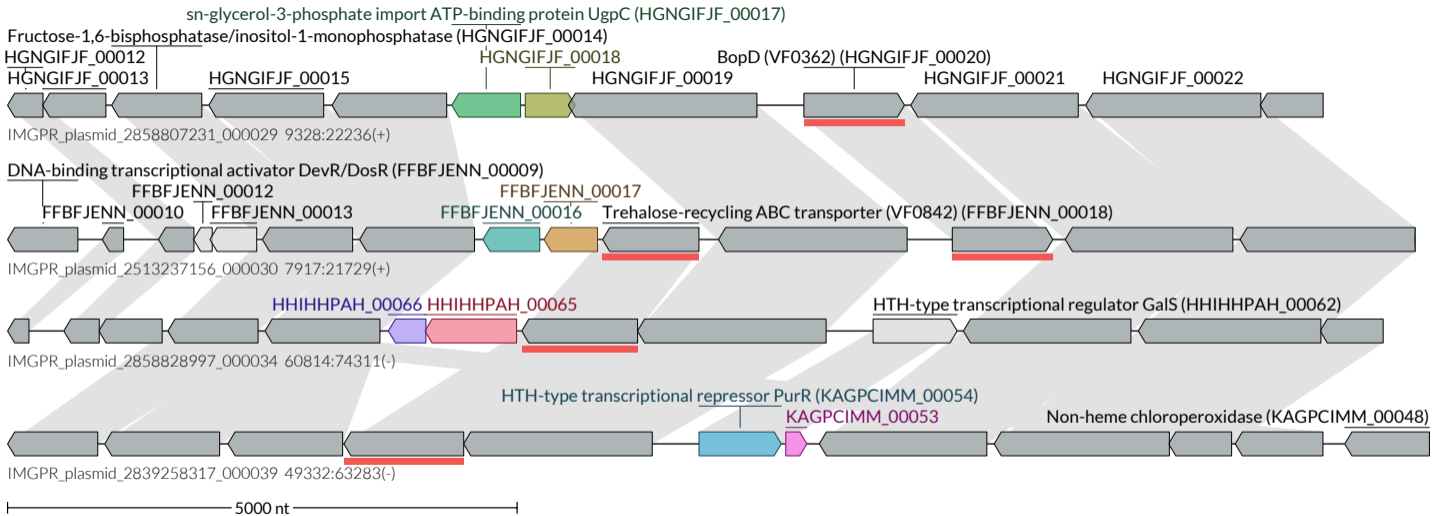 sn-glycerol-3-phosphate import ATP-binding protein UgpC (HGNGIFJF_00017)
Fructose-1,6-bisphosphatase/inositol-1-monophosphatase (HGNGIFJF_00014)
HGNGIFJF_00012 HGNGIFJF_00018 BopD (VF0362) (HGNGIFJF_00020)
HGNGIFJF_00013 HGNGIFJF_00015 HGNGIFJF_00019 HGNGIFJF_00021 HGNGIFJF_00022
IMGPR_plasmid_2858807231_000029 9328:22236(+)
DNA-binding transcriptional activator DevR/DosR (FFBFJENN_00009)
FFBFJENN_00012 FFBFJENN_00017
FFBFJENN_00010 FFBFJENN_00013 FFBFJENN_00016 Trehalose-recycling ABC transporter (VF0842) (FFBFJENN_00018)
IMGPR_plasmid_2513237156_000030 7917:21729(+)
HHIHHPAH_00066 HHIHHPAH_00065 HTH-type transcriptional regulator GalS (HHIHHPAH_00062)
IMGPR_plasmid_2858828997_000034 60814:74311(-)
HTH-type transcriptional repressor PurR (KAGPCIMM_00054)
KAGPCIMM_00053 Non-heme chloroperoxidase (KAGPCIMM_00048)
IMGPR_plasmid_2839258317_000039 49332:63283(-)
5000 nt